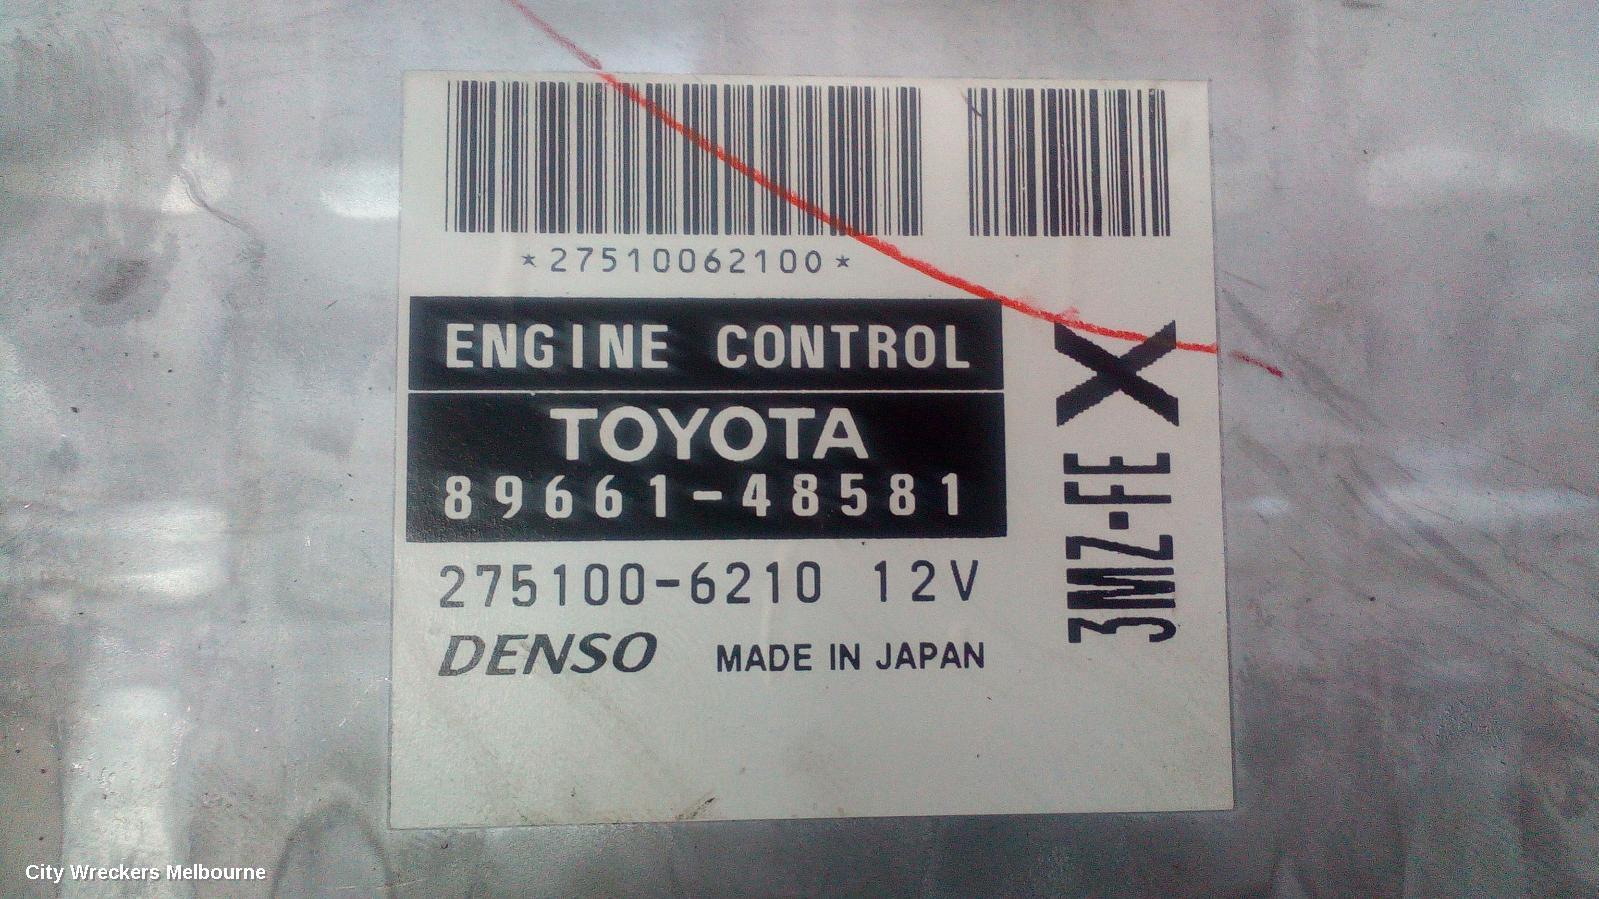 *27510062100*
ENGINE CONTROL
TOYOTA
89661-48581
275100-6210 12V
DENSO MADE IN JAPAN
3MZ-FE X
City Wreckers Melbourne